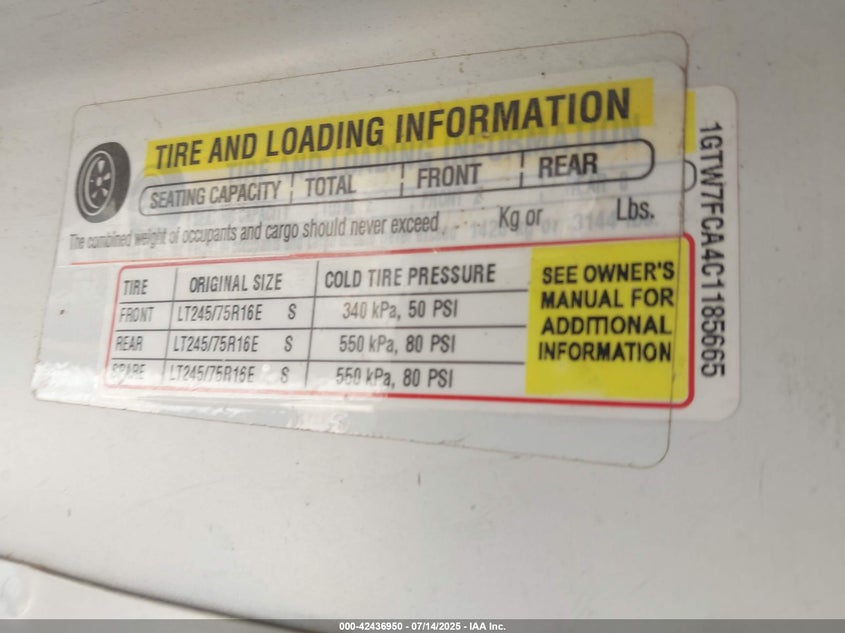 TIRE AND LOADING INFORMATION
SEATING CAPACITY TOTAL FRONT REAR
The combined weight of occupants and cargo should never exceed Kg or Lbs.
TIRE ORIGINAL SIZE COLD TIRE PRESSURE
FRONT LT245/75R16E S 340 kPa, 50 PSI
REAR LT245/75R16E S 550 kPa, 80 PSI
SPARE LT245/75R16E S 550 kPa, 80 PSI
SEE OWNER'S
MANUAL FOR
ADDITIONAL
INFORMATION
1GTW7FCA4C1185665
000-42436950 - 07/14/2025 - IAA Inc.